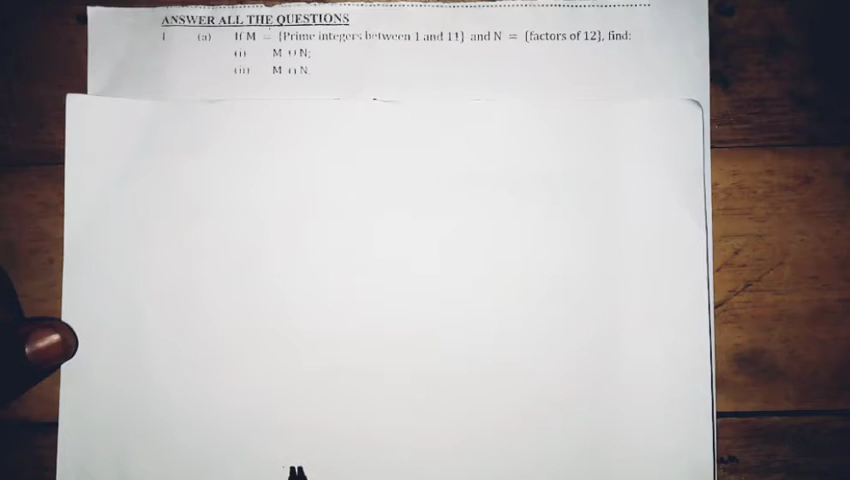 ANSWER ALL THE QUESTIONS
1 (a) If M = {Prime integers between 1 and 11} and N = {factors of 12}, find:
(i) M ∪ N;
(ii) M ∩ N.